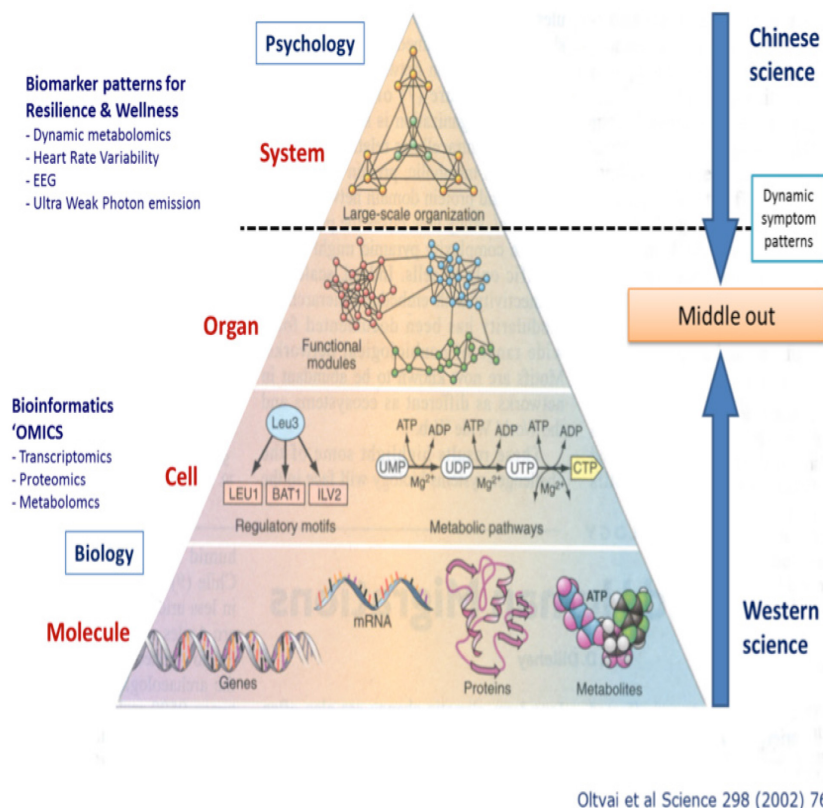 Psychology
Chinese
science
Biomarker patterns for
Resilience & Wellness
- Dynamic metabolomics
- Heart Rate Variability
- EEG
- Ultra Weak Photon emission
System
Large-scale organization
Dynamic
symptom
patterns
Organ
Functional
modules
Middle out
Bioinformatics
‘OMICS
- Transcriptomics
- Proteomics
- Metabolomcs
Cell
Leu3
LEU1 BAT1 ILV2
Regulatory motifs
ATP ADP ATP ADP ATP ADP
UMP UDP UTP CTP
Mg2+ Mg2+ Mg2+
Metabolic pathways
Biology
Molecule
Genes
mRNA
Proteins
ATP
Metabolites
Western
science
Oltvai et al Science 298 (2002) 76